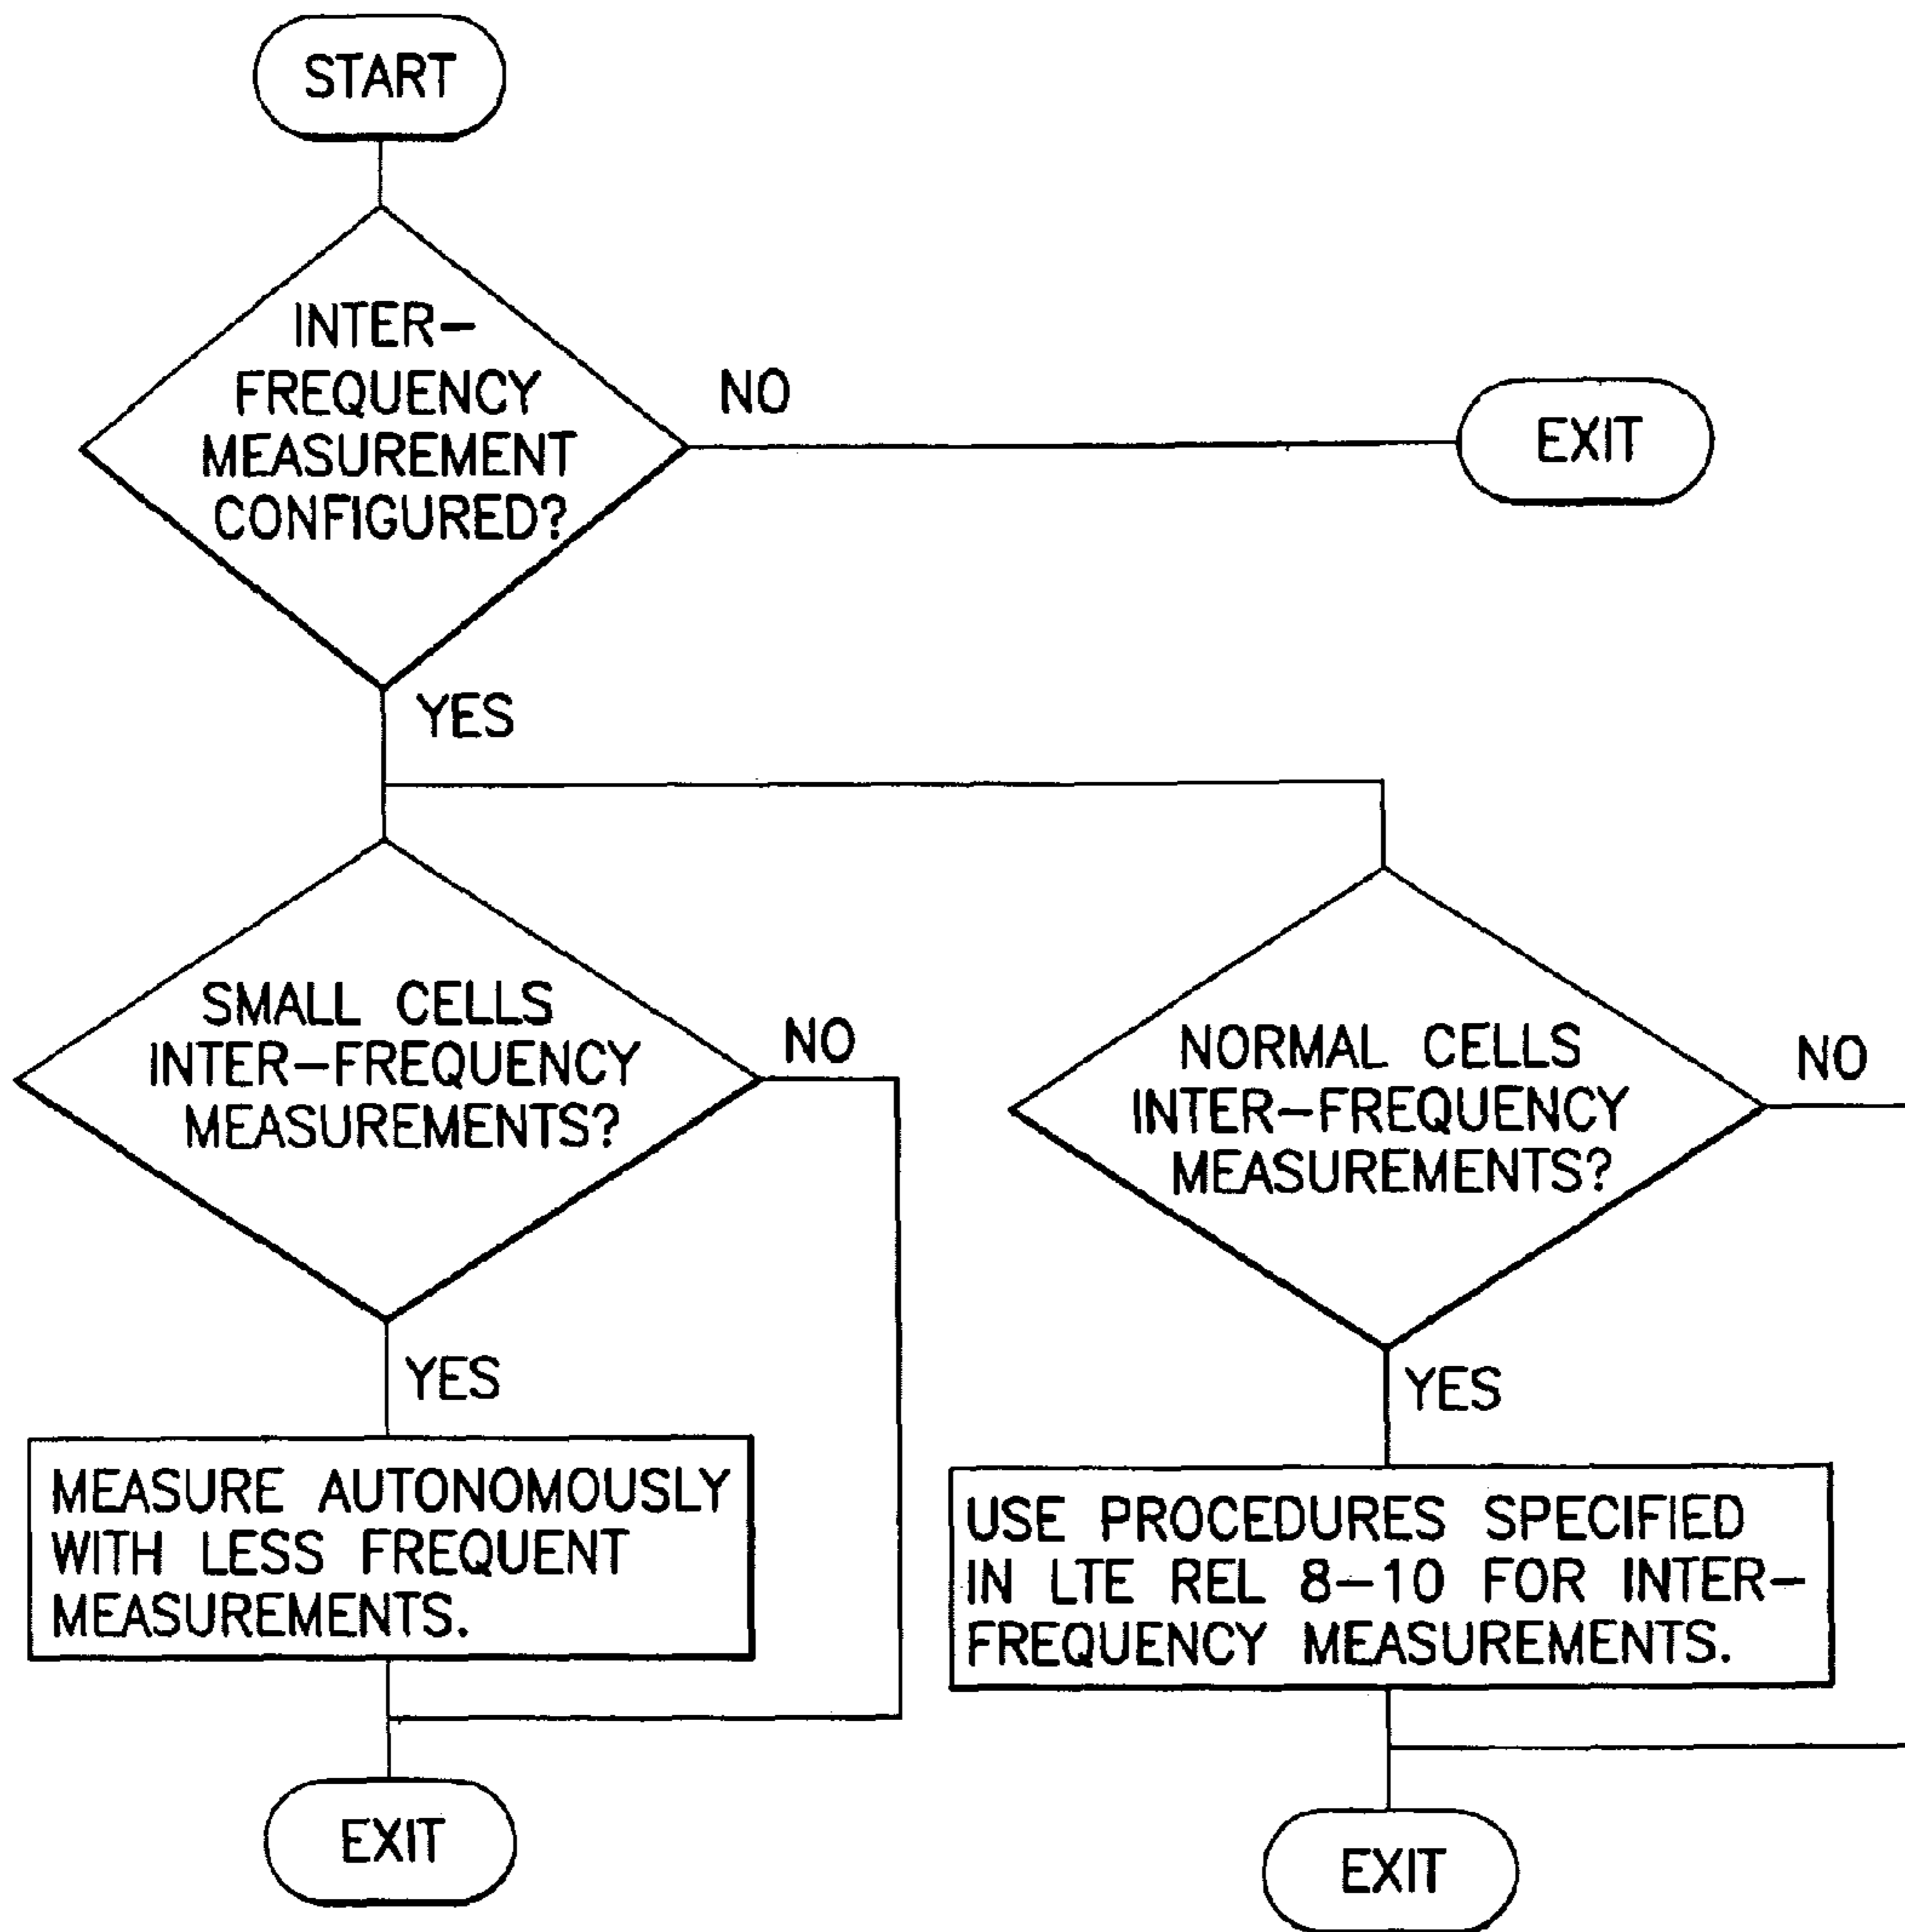 START
INTER-
FREQUENCY
MEASUREMENT
CONFIGURED?
NO
EXIT
YES
SMALL CELLS
INTER-FREQUENCY
MEASUREMENTS?
NO
NORMAL CELLS
INTER-FREQUENCY
MEASUREMENTS?
NO
YES
MEASURE AUTONOMOUSLY
WITH LESS FREQUENT
MEASUREMENTS.
YES
USE PROCEDURES SPECIFIED
IN LTE REL 8-10 FOR INTER-
FREQUENCY MEASUREMENTS.
EXIT
EXIT